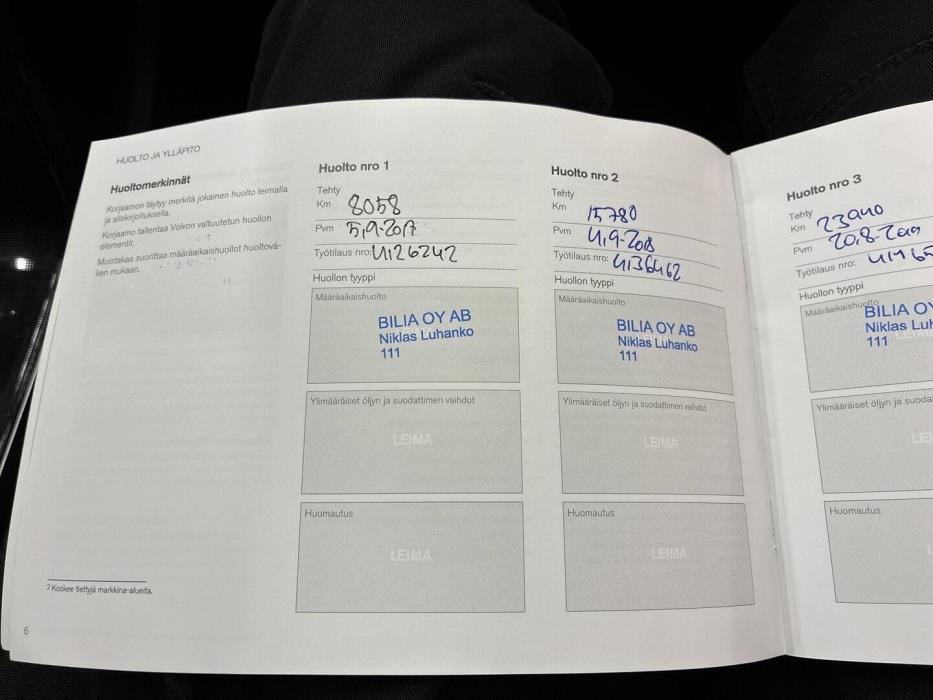 HUOLTO JA YLLÄPITO
Huoltomerkinnät
Korjaamon täytyy merkitä jokainen huolto leimalla
ja allekirjoituksella.
Korjaamo tallentaa Volvon valtuutetun huollon
elementit.
Muistakaa suorittaa määräaikaishuollot huoltovä-
lien mukaan.
2 Koskee tiettyjä markkina-alueita.
6
Huolto nro 1
Tehty
Km 8058
Pvm 5.9-2017
Työtilaus nro: 4126242
Huollon tyyppi
Määräaikaishuolto
BILIA OY AB
Niklas Luhanko
111
Ylimääräiset öljyn ja suodattimen vaihdot
LEIMA
Huomautus
LEIMA
Huolto nro 2
Tehty
Km 15780
Pvm 4.9-2018
Työtilaus nro: 4136462
Huollon tyyppi
Määräaikaishuolto
BILIA OY AB
Niklas Luhanko
111
Ylimääräiset öljyn ja suodattimen vaihdot
LEIMA
Huomautus
LEIMA
Huolto nro 3
Tehty
Km 23940
Pvm 20.8-2019
Työtilaus nro:
Huollon tyyppi
Määräaikaishuolto
BILIA OY
Niklas Luh
111
Ylimääräiset öljyn ja suoda
LEI
Huomautus